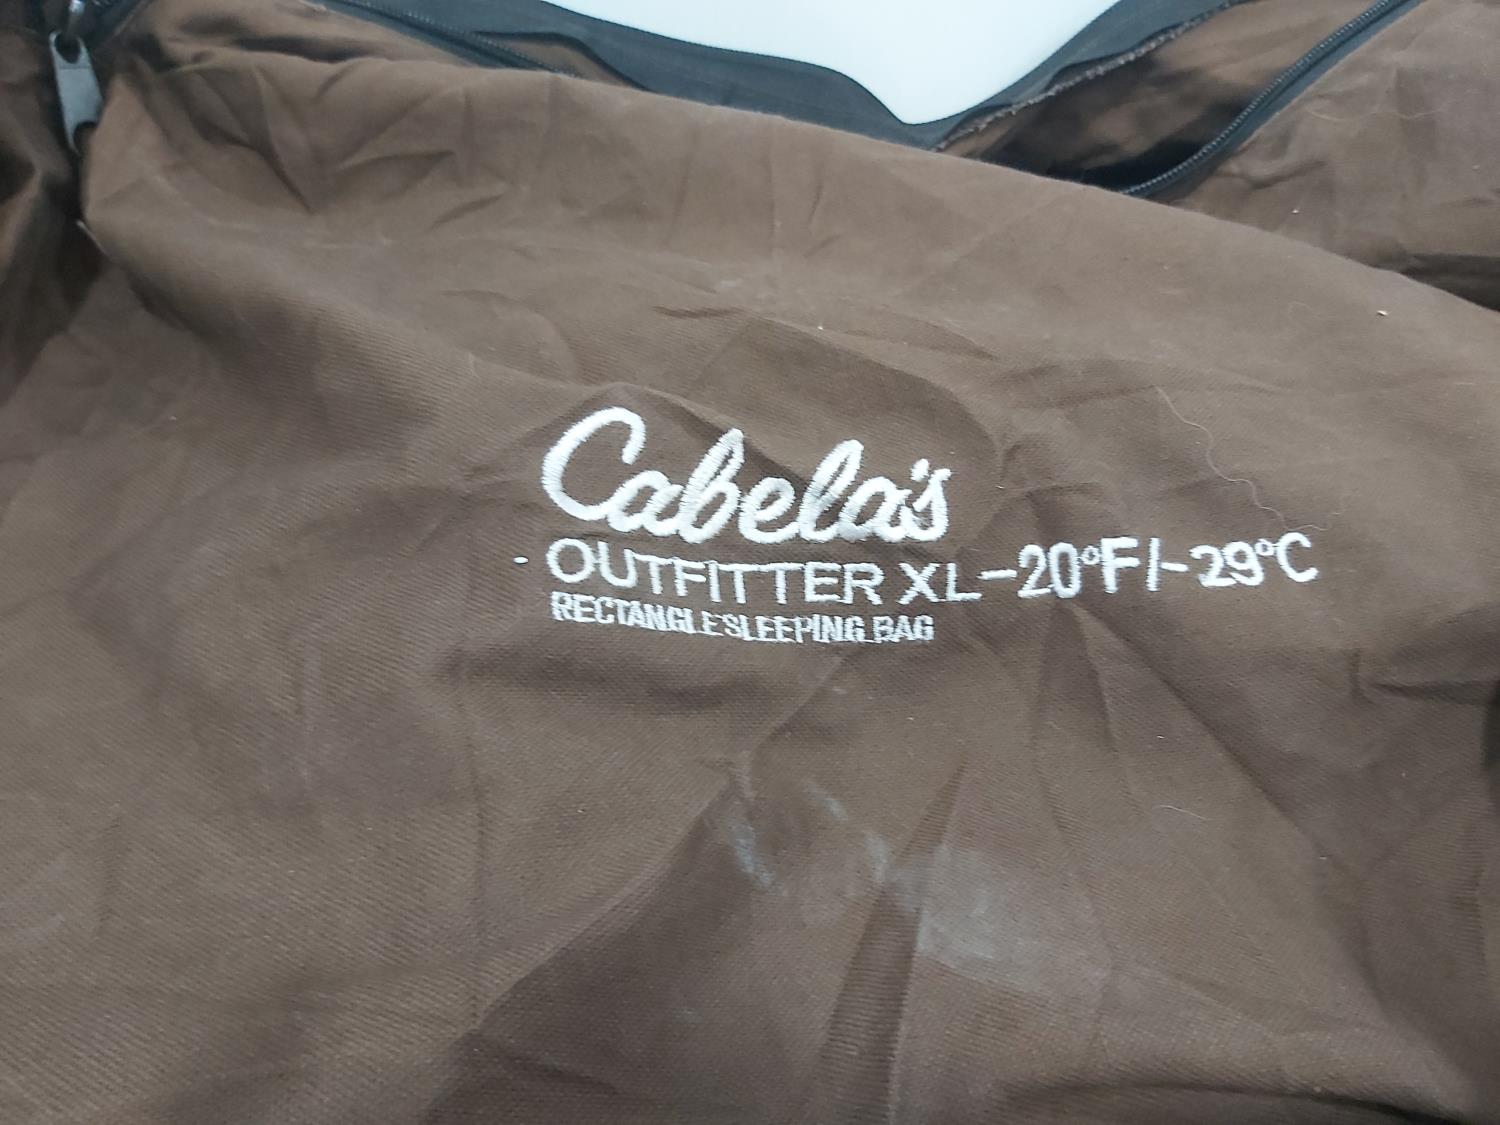 Cabela's
OUTFITTER XL -20°F/-29°C
RECTANGLE SLEEPING BAG